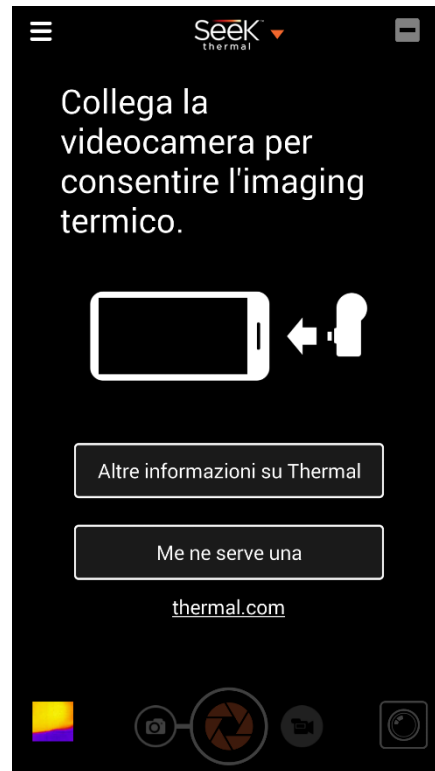 Seek
thermal
Collega la
videocamera per
consentire l'imaging
termico.
Altre informazioni su Thermal
Me ne serve una
thermal.com